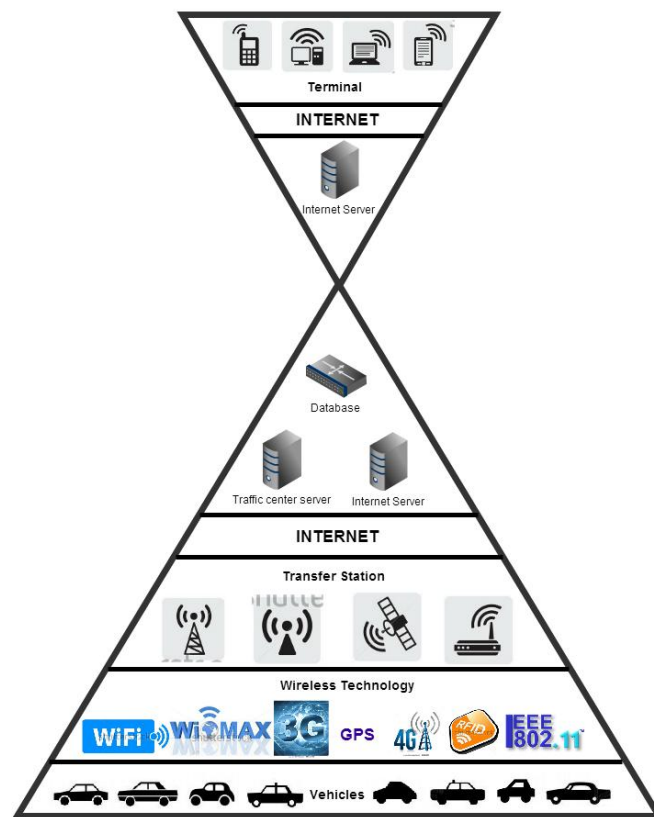 Terminal
INTERNET
Internet Server
Database
Traffic center server
Internet Server
INTERNET
Transfer Station
Wireless Technology
WiFi WiMAX 3G GPS 4G RFID IEEE 802.11
Vehicles